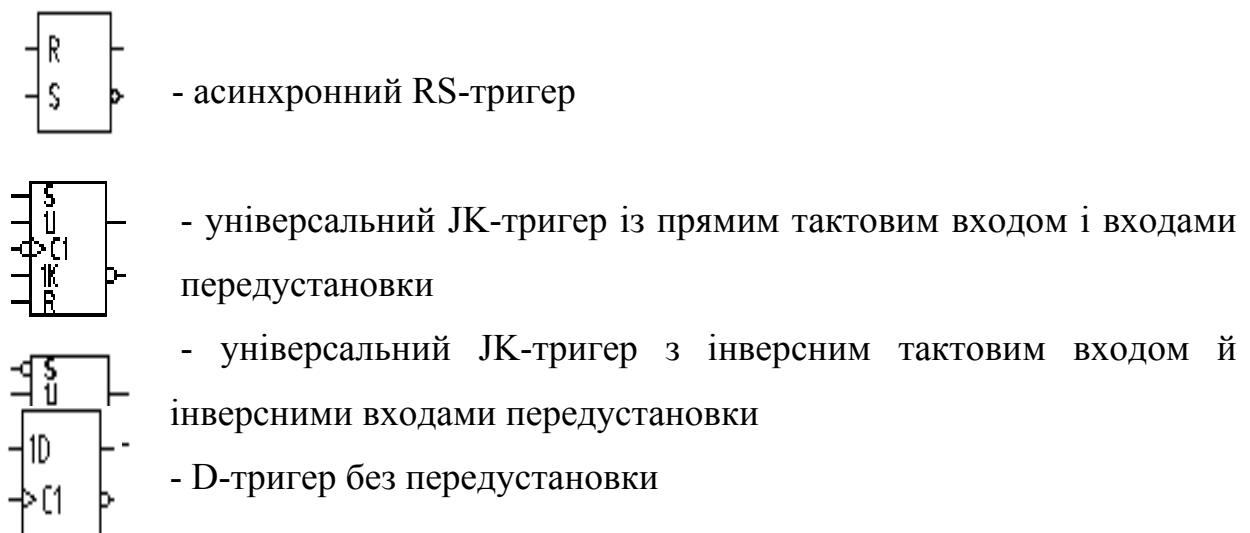 R
S
- асинхронний RS-тригер
S
1J
C1
1K
R
- універсальний JK-тригер із прямим тактовим входом і входами
передустановки
- універсальний JK-тригер з інверсним тактовим входом й
інверсними входами передустановки
S
1J
1D
-
C1
- D-тригер без передустановки